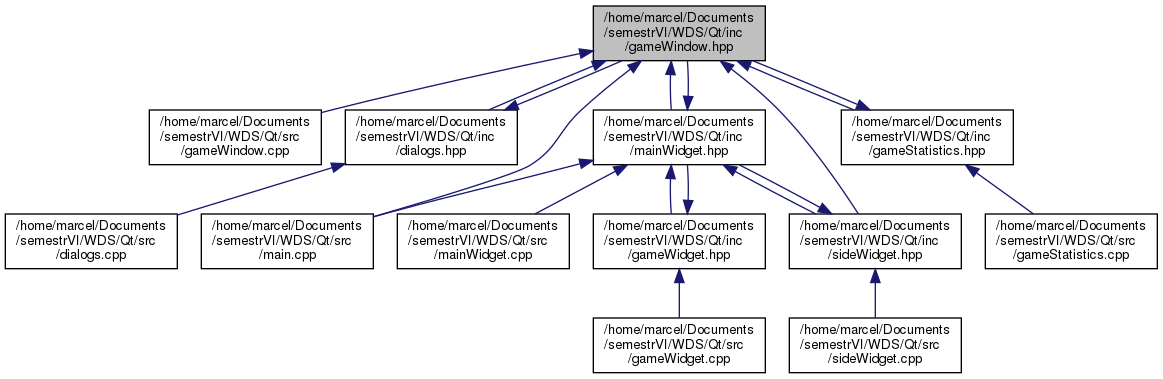 /home/marcel/Documents
/semestrVI/WDS/Qt/inc
/gameWindow.hpp
/home/marcel/Documents
/semestrVI/WDS/Qt/src
/gameWindow.cpp
/home/marcel/Documents
/semestrVI/WDS/Qt/inc
/dialogs.hpp
/home/marcel/Documents
/semestrVI/WDS/Qt/inc
/mainWidget.hpp
/home/marcel/Documents
/semestrVI/WDS/Qt/inc
/gameStatistics.hpp
/home/marcel/Documents
/semestrVI/WDS/Qt/src
/dialogs.cpp
/home/marcel/Documents
/semestrVI/WDS/Qt/src
/main.cpp
/home/marcel/Documents
/semestrVI/WDS/Qt/src
/mainWidget.cpp
/home/marcel/Documents
/semestrVI/WDS/Qt/inc
/gameWidget.hpp
/home/marcel/Documents
/semestrVI/WDS/Qt/inc
/sideWidget.hpp
/home/marcel/Documents
/semestrVI/WDS/Qt/src
/gameStatistics.cpp
/home/marcel/Documents
/semestrVI/WDS/Qt/src
/gameWidget.cpp
/home/marcel/Documents
/semestrVI/WDS/Qt/src
/sideWidget.cpp